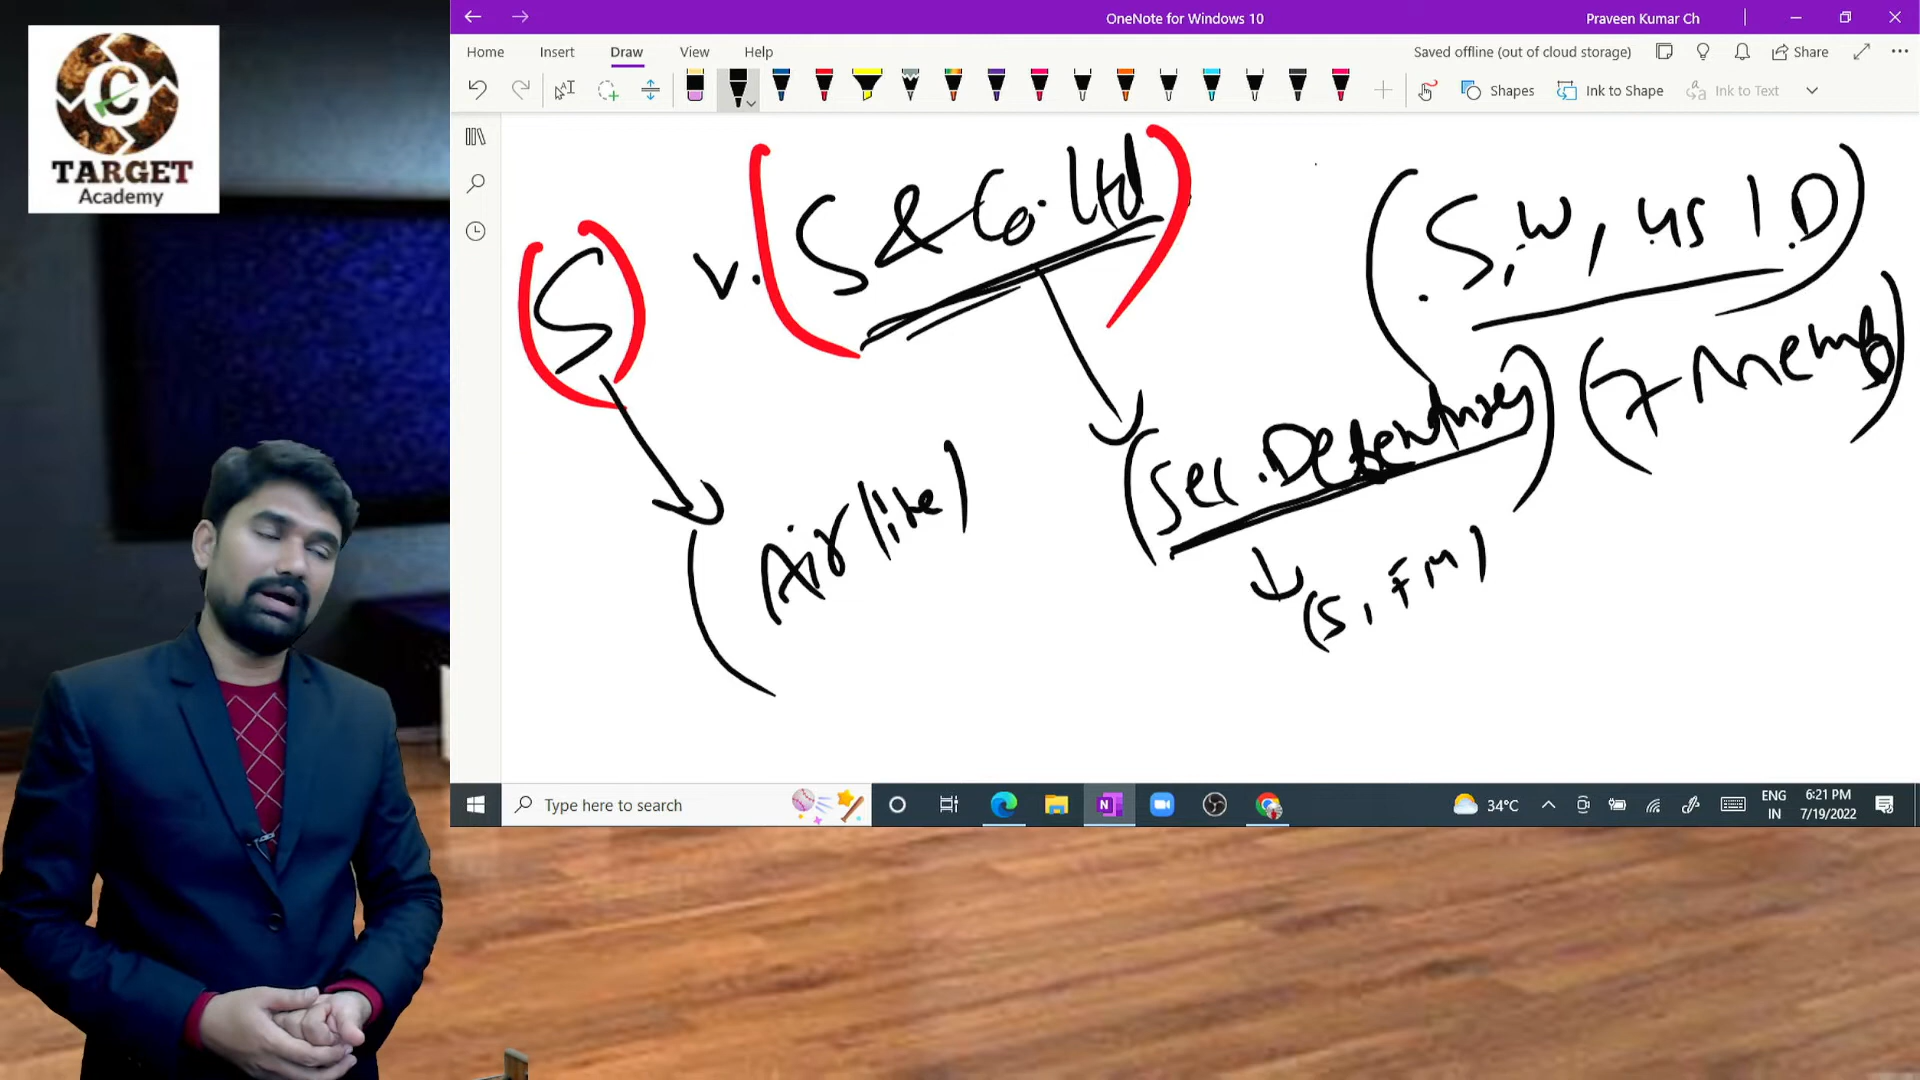 TARGET
Academy
OneNote for Windows 10
Praveen Kumar Ch
Home Insert Draw View Help
Saved offline (out of cloud storage)
Share
Shapes
Ink to Shape
Ink to Text
S v. (S & Co. Ltd)
(S, W, 4S 1 D)
(7 Memb)
(Sec. Debentures)
(S, FM)
Type here to search
34°C
ENG
IN
6:21 PM
7/19/2022